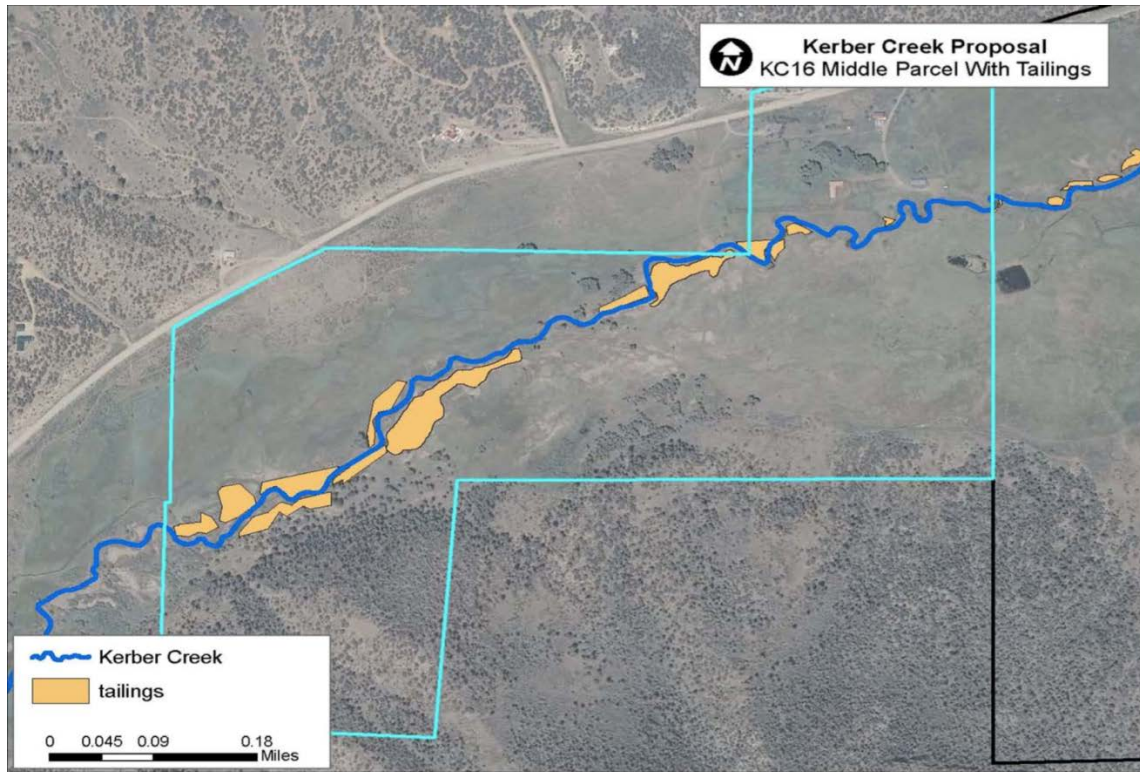 N
Kerber Creek Proposal
KC16 Middle Parcel With Tailings
Kerber Creek
tailings
0 0.045 0.09 0.18
Miles